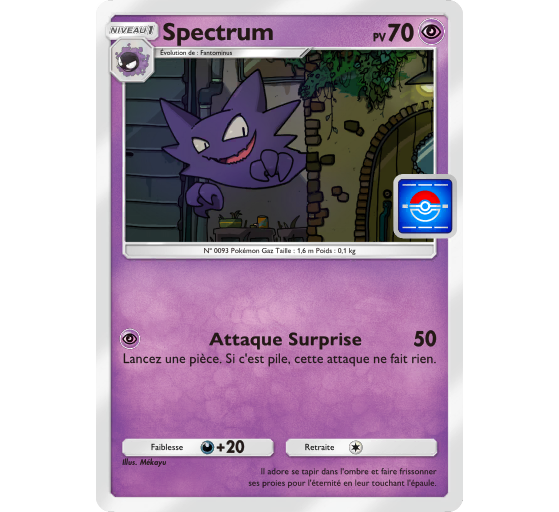 NIVEAU 1
Spectrum
PV 70
Évolution de : Fantominus
N° 0093 Pokémon Gaz Taille : 1,6 m Poids : 0,1 kg
Attaque Surprise 50
Lancez une pièce. Si c'est pile, cette attaque ne fait rien.
Faiblesse +20 Retraite
Illus. Mékayu
Il adore se tapir dans l'ombre et faire frissonner
ses proies pour l'éternité en leur touchant l'épaule.